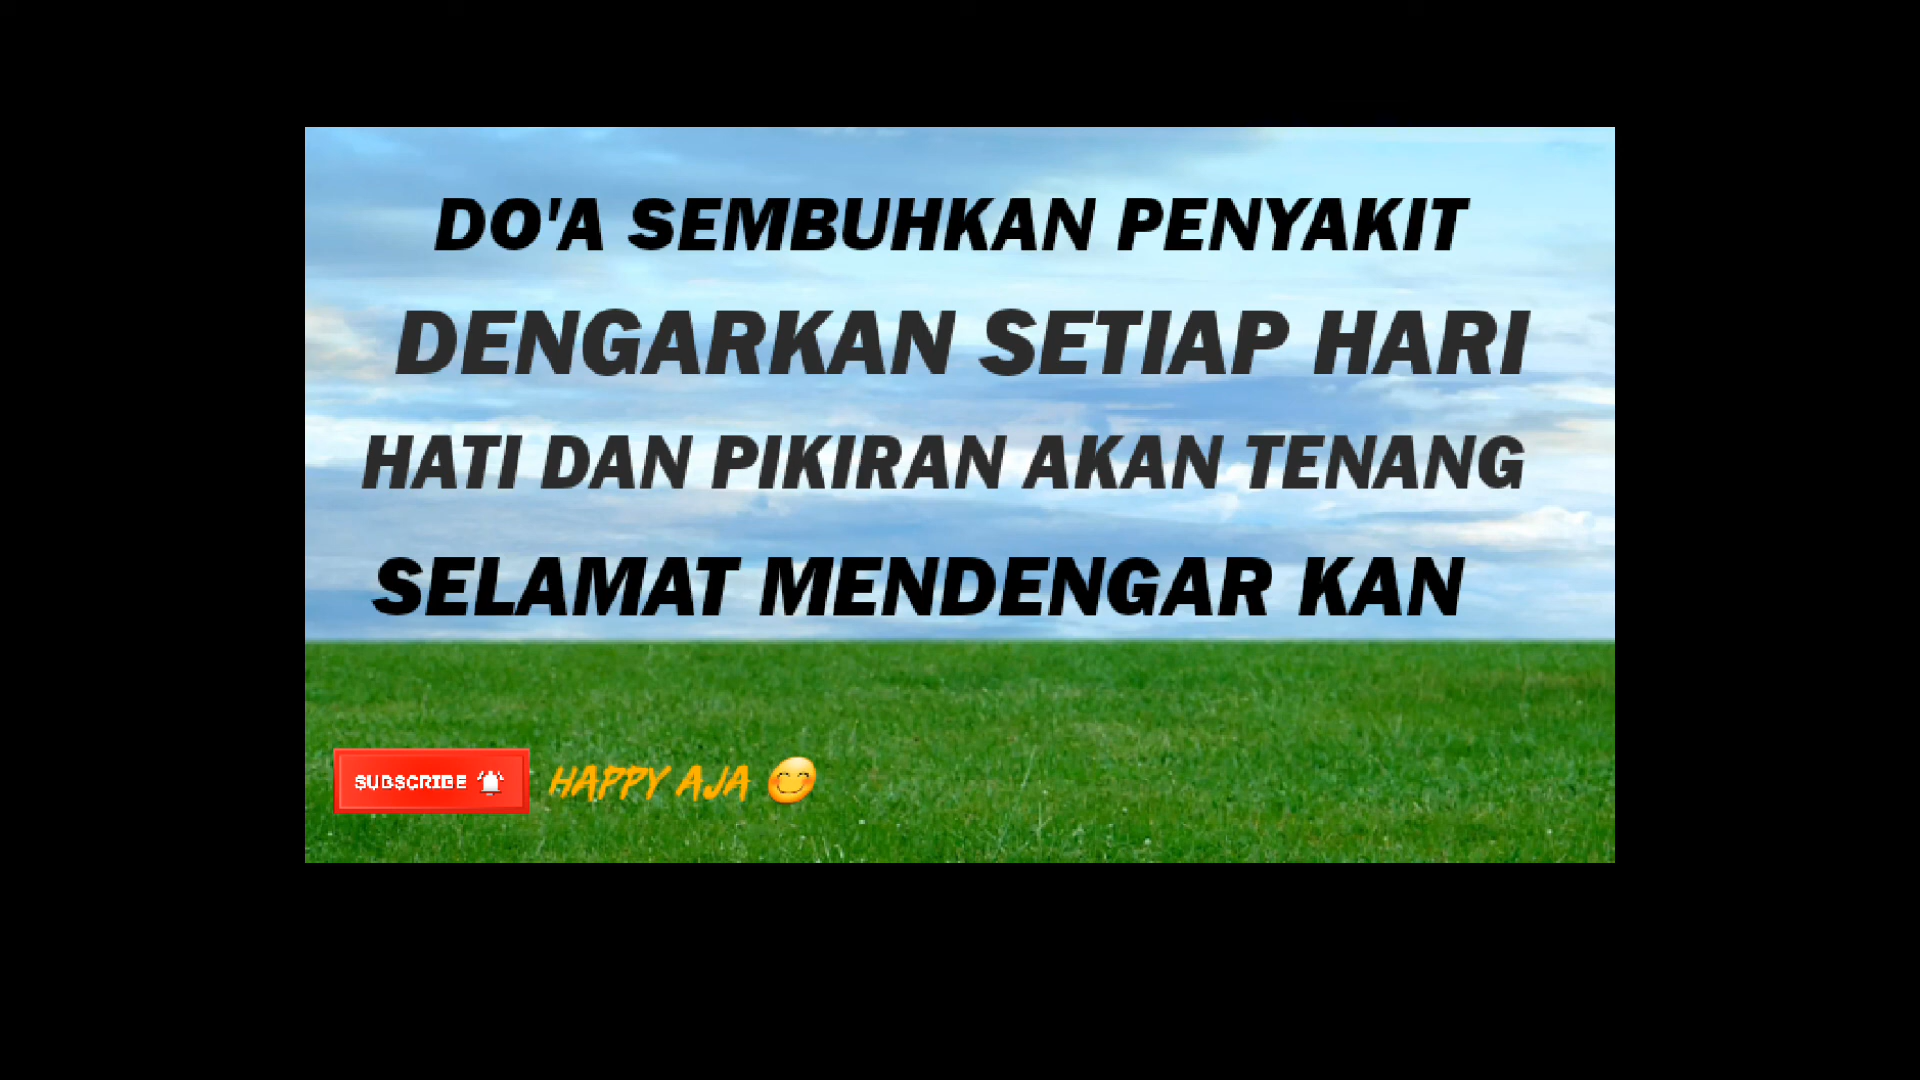 DO'A SEMBUHKAN PENYAKIT
DENGARKAN SETIAP HARI
HATI DAN PIKIRAN AKAN TENANG
SELAMAT MENDENGAR KAN
SUBSCRIBE
HAPPY AJA 😊